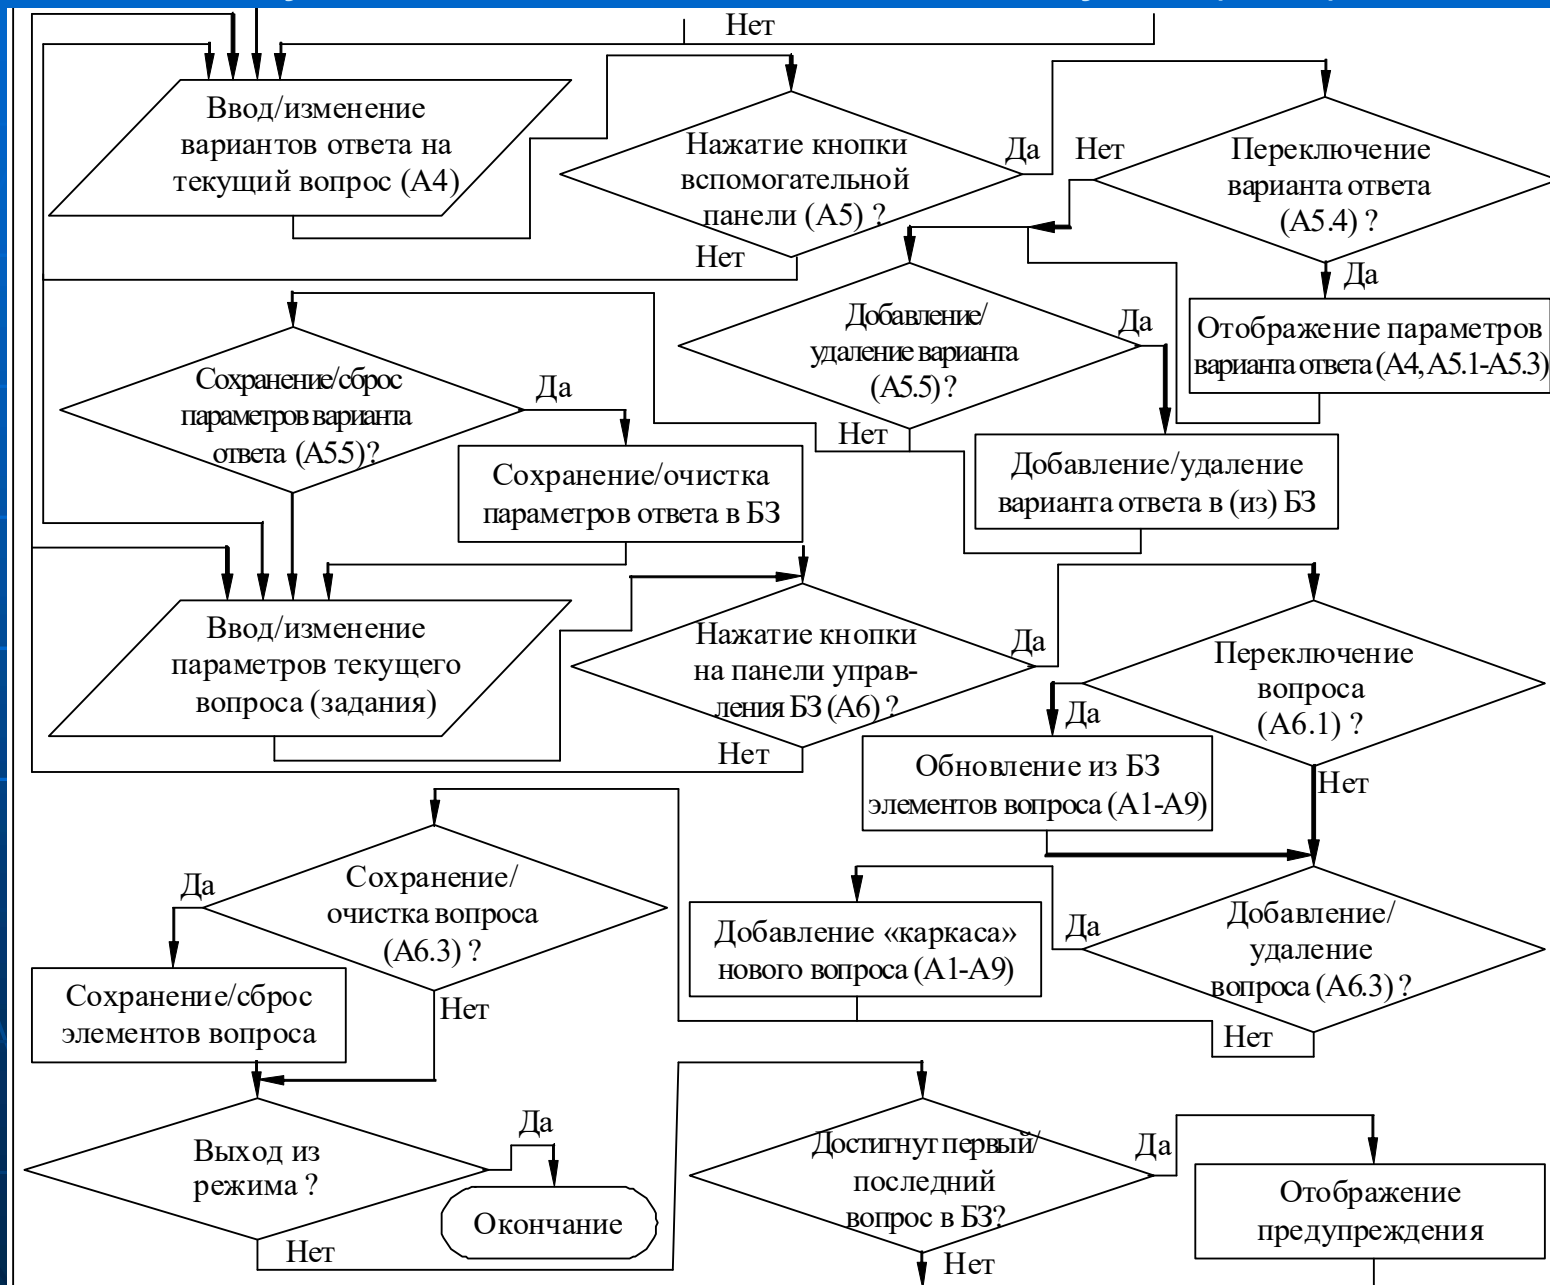 Нет
Ввод/изменение
вариантов ответа на
текущий вопрос (А4)
Нажатие кнопки
вспомогательной
панели (А5) ?
Да
Нет
Нет
Переключение
варианта ответа
(А5.4) ?
Да
Отображение параметров
варианта ответа (А4, А5.1-А5.3)
Добавление/
удаление варианта
(А5.5) ?
Да
Нет
Добавление/удаление
варианта ответа в (из) БЗ
Сохранение/сброс
параметров варианта
ответа (А5.5)?
Да
Сохранение/очистка
параметров ответа в БЗ
Ввод/изменение
параметров текущего
вопроса (задания)
Нажатие кнопки
на панели управ-
ления БЗ (А6) ?
Да
Нет
Переключение
вопроса
(А6.1) ?
Да
Нет
Обновление из БЗ
элементов вопроса (А1-А9)
Добавление/
удаление
вопроса (А6.3) ?
Да
Нет
Добавление «каркаса»
нового вопроса (А1-А9)
Сохранение/
очистка вопроса
(А6.3) ?
Да
Нет
Сохранение/сброс
элементов вопроса
Выход из
режима ?
Да
Нет
Окончание
Достигнут первый/
последний
вопрос в БЗ?
Да
Нет
Отображение
предупреждения